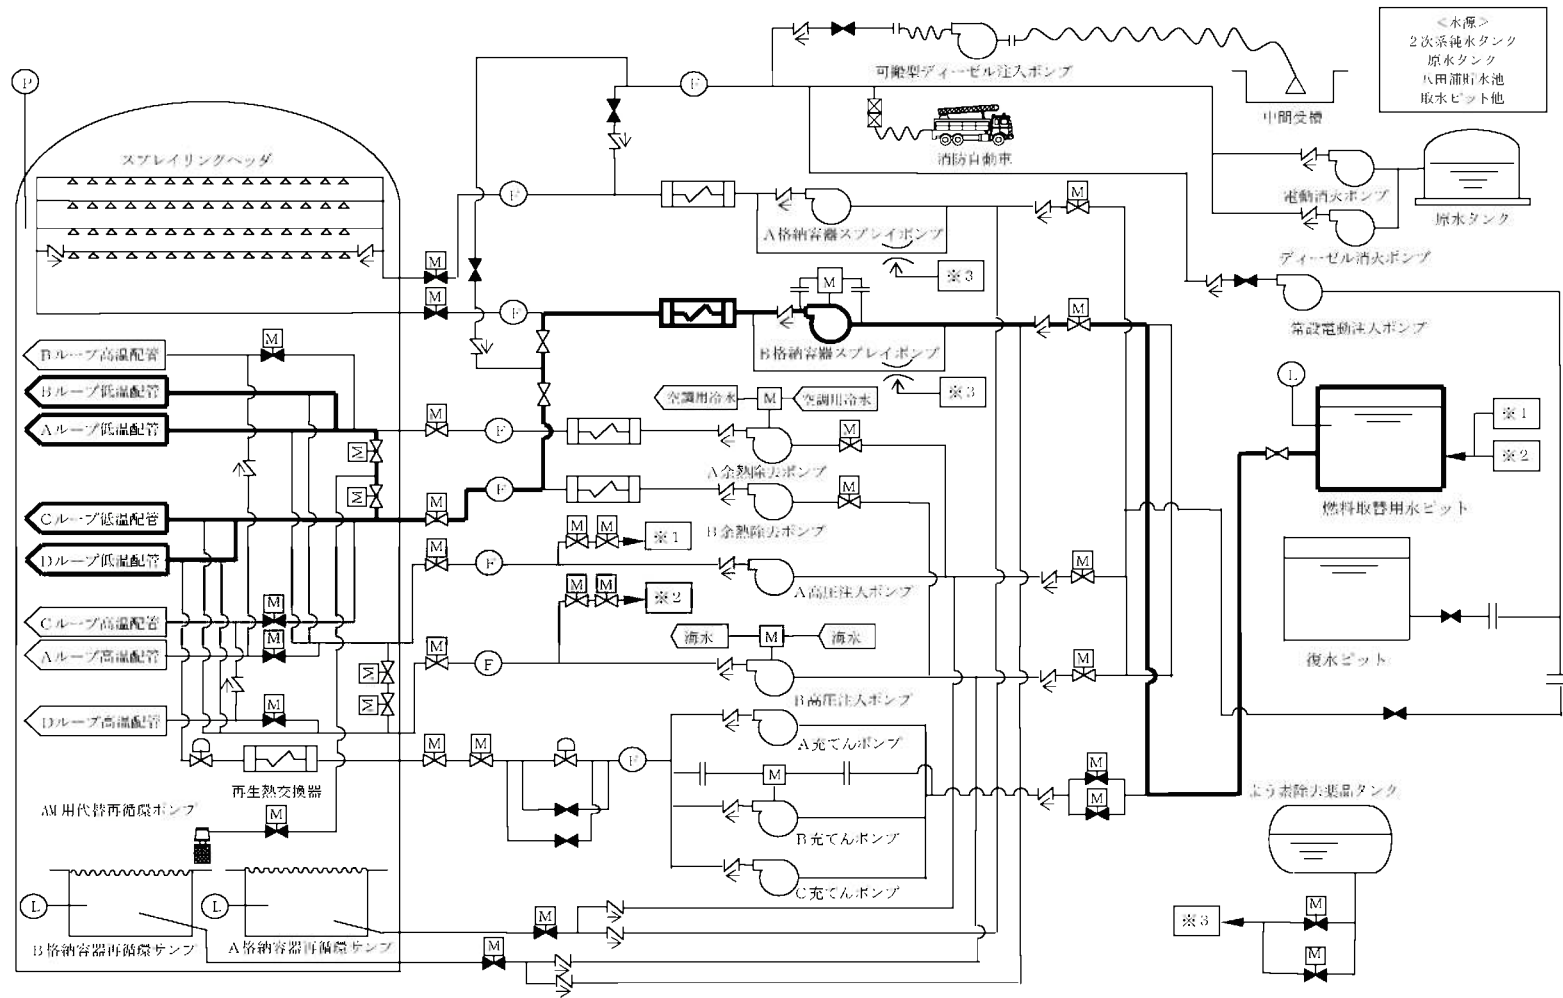 ≪水源≫
2次系純水タンク
原水タンク
八田浦貯水池
取水ピット他
P
F
可搬型ディーゼル注入ポンプ
中間受槽
消防自動車
スプレイリングヘッダ
F
M
A格納容器スプレイポンプ
電動消火ポンプ
原水タンク
ディーゼル消火ポンプ
M
※3
M
M
F
M
常設電動注入ポンプ
B格納容器スプレイポンプ
Bループ高温配管
M
L
※3
Bループ低温配管
空調用冷水
M
空調用冷水
※1
Aループ低温配管
M
F
M
M
A余熱除去ポンプ
※2
M
F
M
燃料取替用水ピット
Cループ低温配管
M
B余熱除去ポンプ
M
M
※1
Dループ低温配管
M
F
M
A高圧注入ポンプ
M
M
※2
Cループ高温配管
M
海水
M
海水
Aループ高温配管
M
M
F
M
復水ピット
M
M
B高圧注入ポンプ
Dループ高温配管
M
A充てんポンプ
M
M
F
M
M
再生熱交換器
よう素除去薬品タンク
AM用代替再循環ポンプ
M
M
B充てんポンプ
C充てんポンプ
L
L
M
M
※3
B格納容器再循環サンプ
A格納容器再循環サンプ
M
M